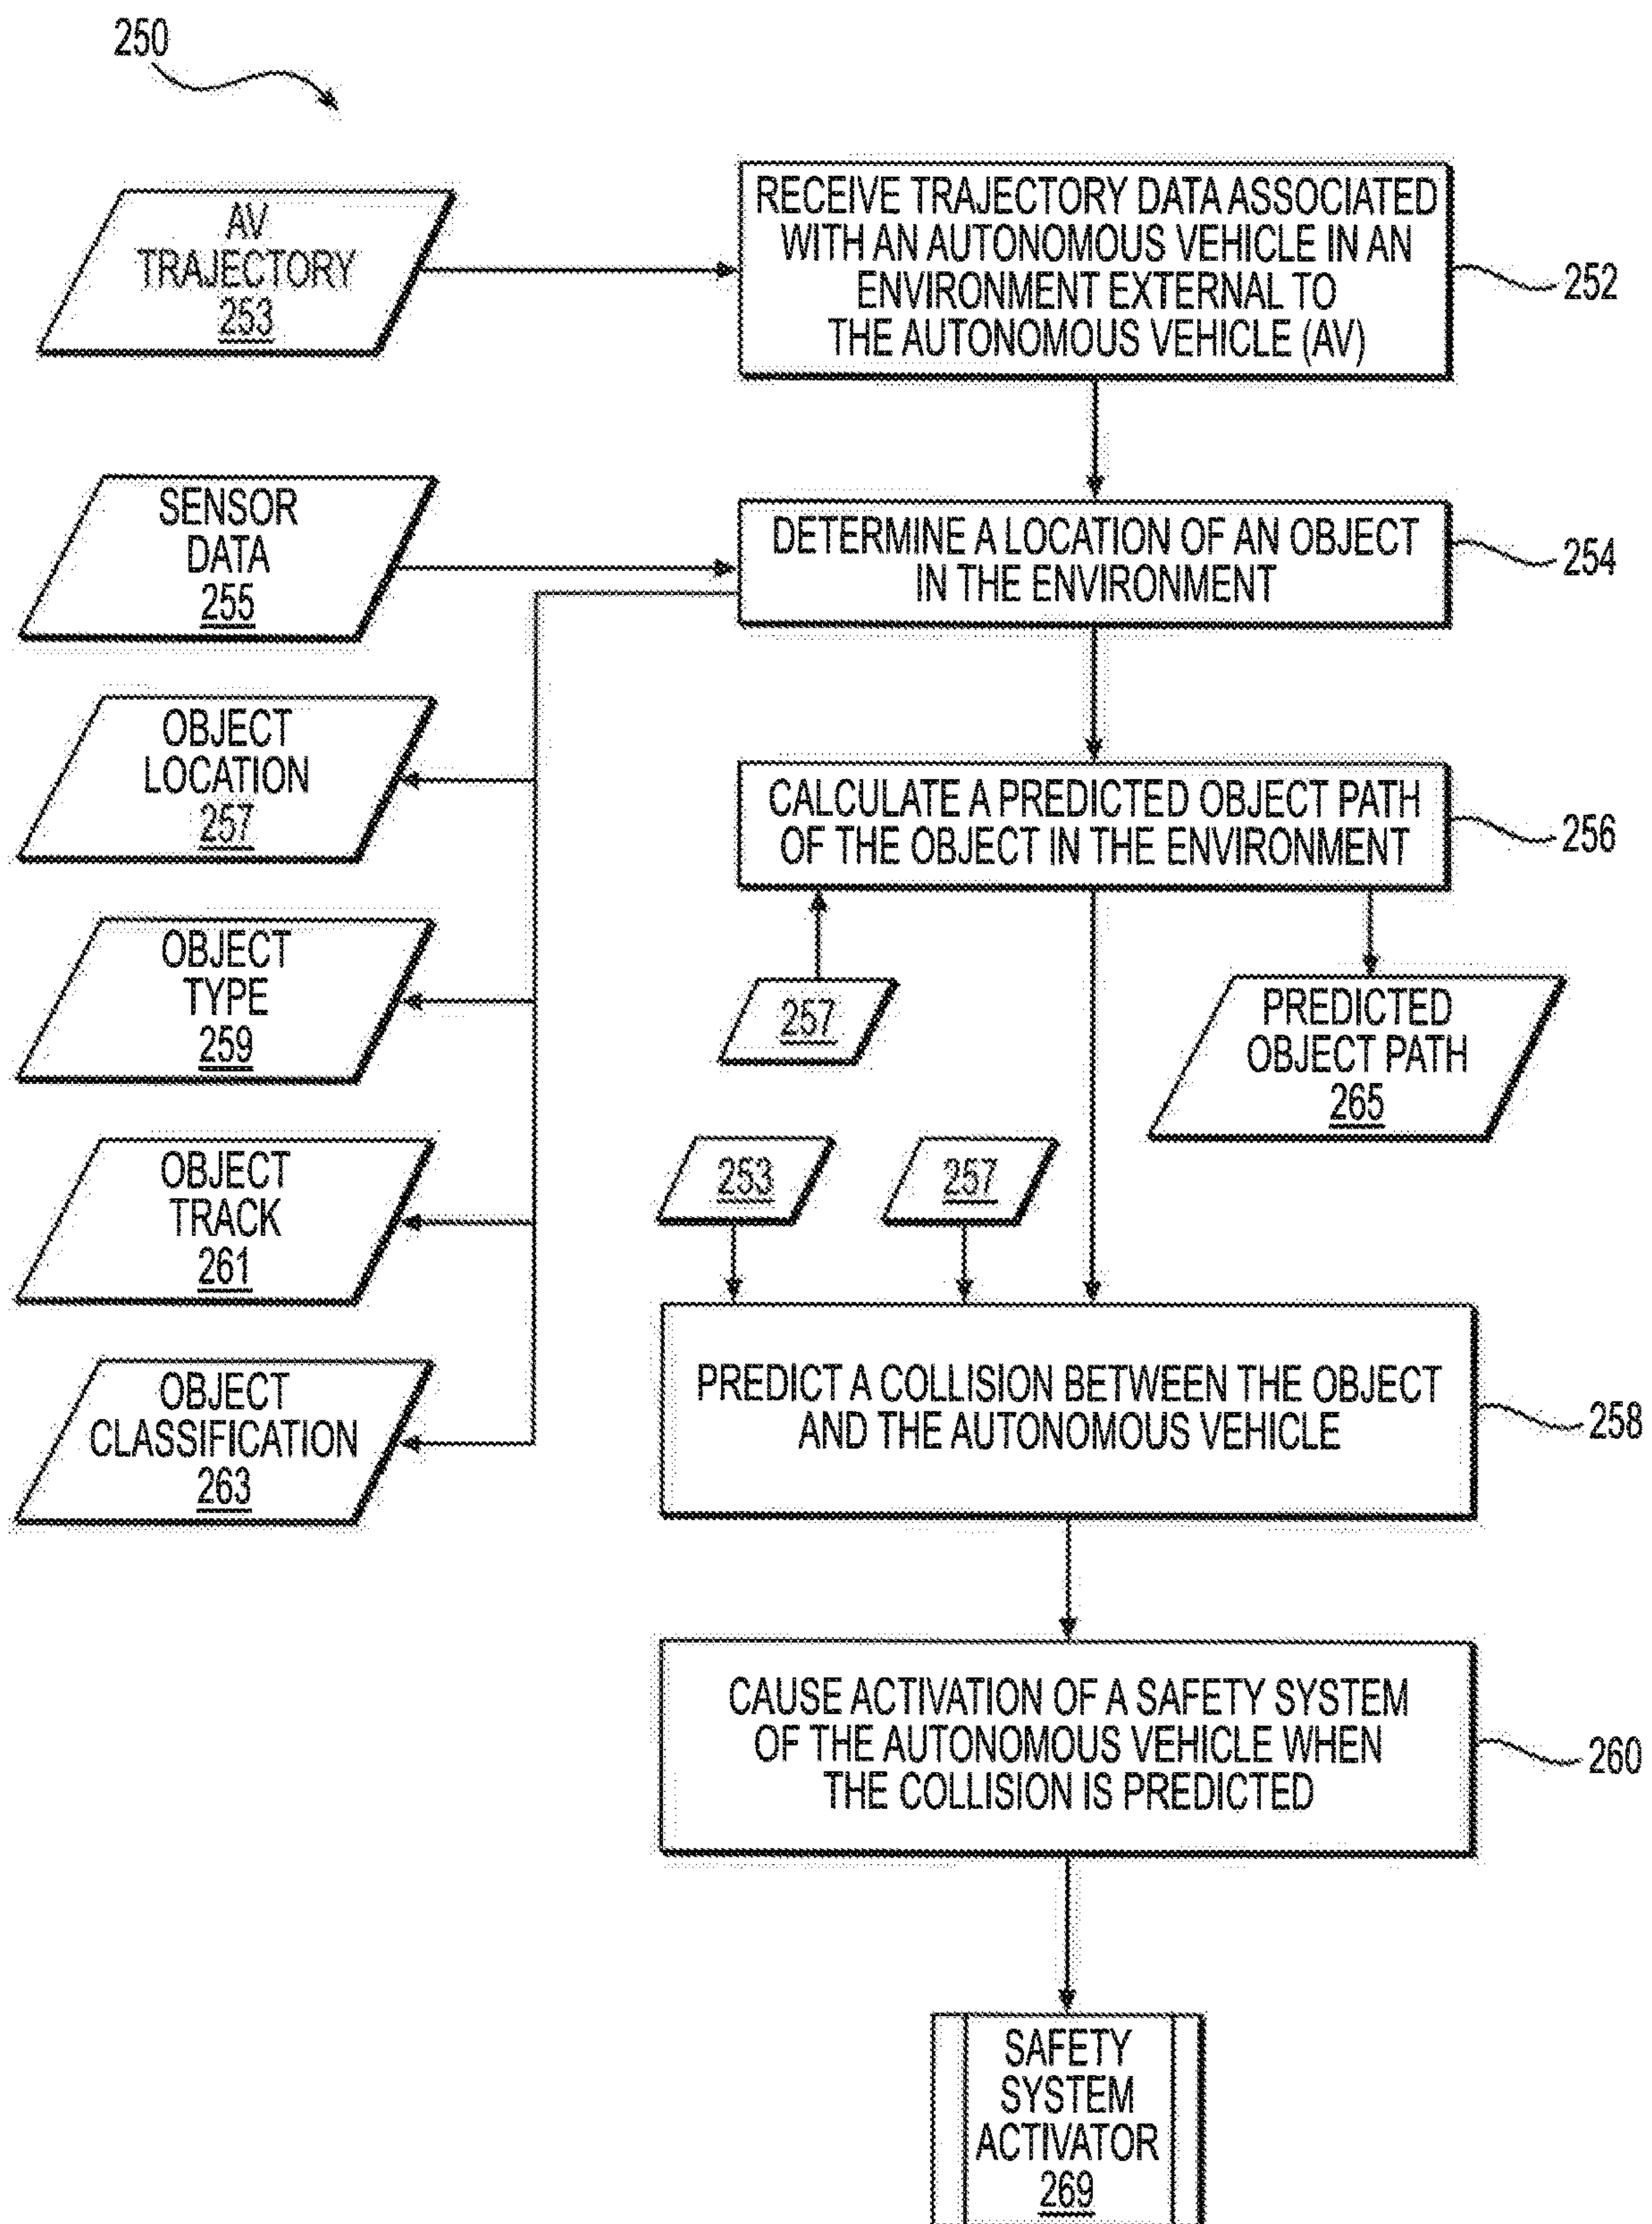 250
AV
TRAJECTORY
253
RECEIVE TRAJECTORY DATA ASSOCIATED
WITH AN AUTONOMOUS VEHICLE IN AN
ENVIRONMENT EXTERNAL TO
THE AUTONOMOUS VEHICLE (AV)
252
SENSOR
DATA
255
DETERMINE A LOCATION OF AN OBJECT
IN THE ENVIRONMENT
254
OBJECT
LOCATION
257
CALCULATE A PREDICTED OBJECT PATH
OF THE OBJECT IN THE ENVIRONMENT
256
OBJECT
TYPE
259
257
PREDICTED
OBJECT PATH
265
OBJECT
TRACK
261
253
257
OBJECT
CLASSIFICATION
263
PREDICT A COLLISION BETWEEN THE OBJECT
AND THE AUTONOMOUS VEHICLE
258
CAUSE ACTIVATION OF A SAFETY SYSTEM
OF THE AUTONOMOUS VEHICLE WHEN
THE COLLISION IS PREDICTED
260
SAFETY
SYSTEM
ACTIVATOR
269